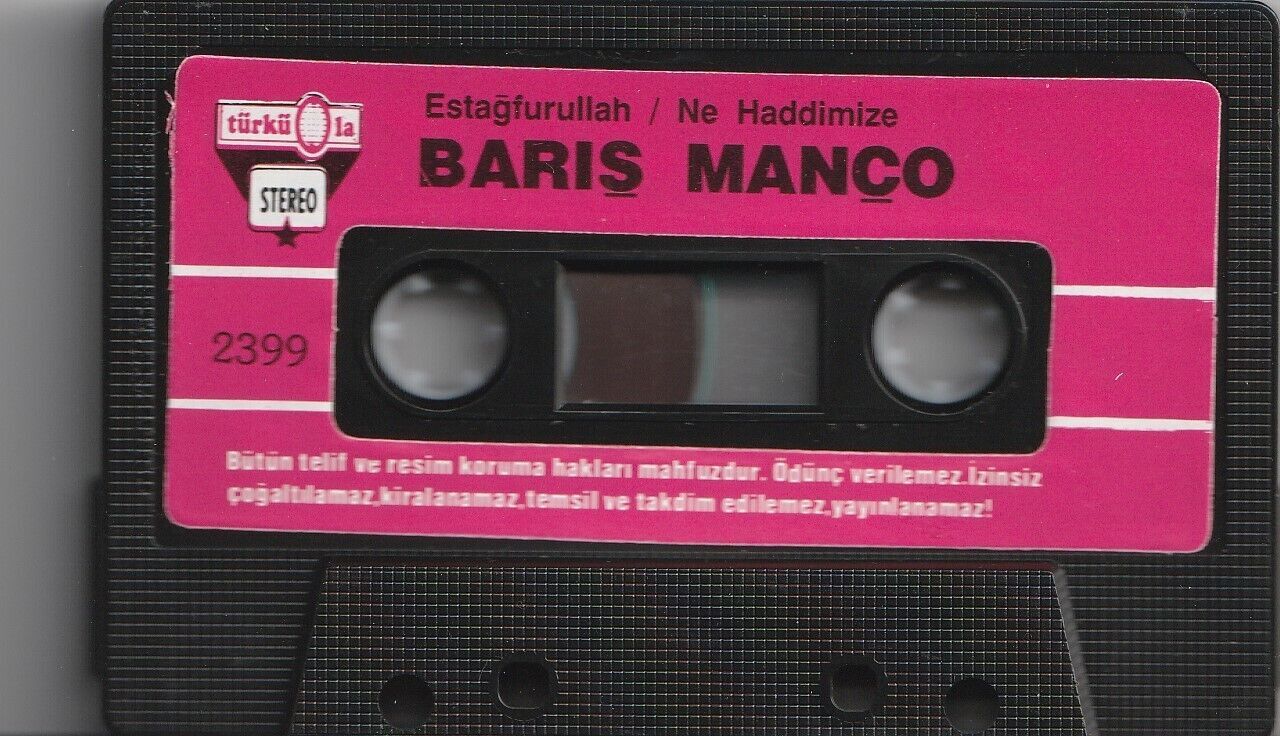 türkü la
STEREO
Estağfurullah / Ne Haddimize
BARIŞ MANÇO
2399
Bütün telif ve resim koruma hakları mahfuzdur. Ödünç verilemez.İzinsiz
çoğaltılamaz,kiralanamaz,temsil ve takdim edilemez,yayınlanamaz!